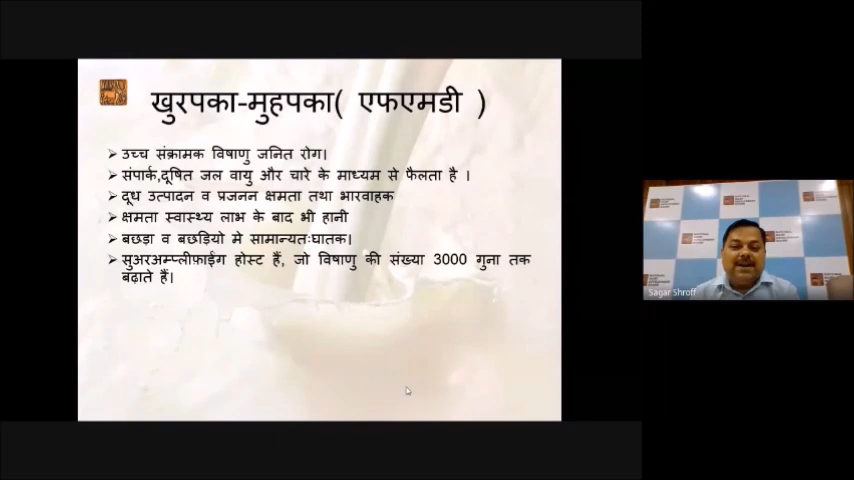 खुरपका-मुहपका( एफएमडी )
उच्च संक्रामक विषाणु जनित रोग।
संपार्क,दूषित जल वायु और चारे के माध्यम से फैलता है ।
दूध उत्पादन व प्रजनन क्षमता तथा भारवाहक
क्षमता स्वास्थ्य लाभ के बाद भी हानी
बछड़ा व बछड़ियो मे सामान्यतःघातक।
सुअरअम्प्लीफ़ाईंग होस्ट हैं, जो विषाणु की संख्या 3000 गुना तक
बढ़ाते हैं।
Sagar Shroff